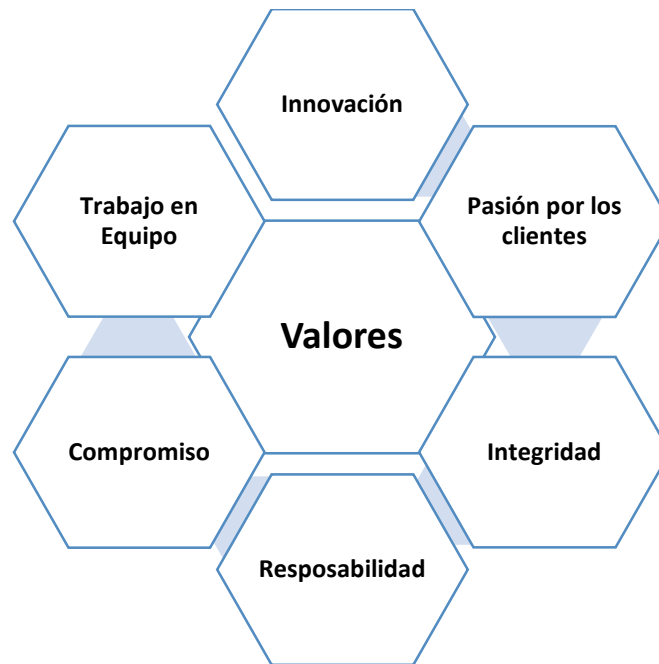 Innovación
Trabajo en
Equipo
Pasión por los
clientes
Valores
Compromiso
Integridad
Resposabilidad